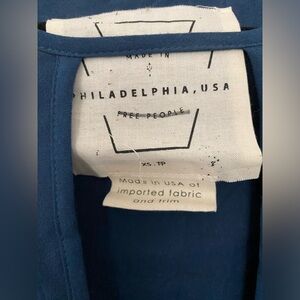 MADE IN
PHILADELPHIA, USA
FREE PEOPLE
XS, TP
Made in USA of
imported fabric
and trim